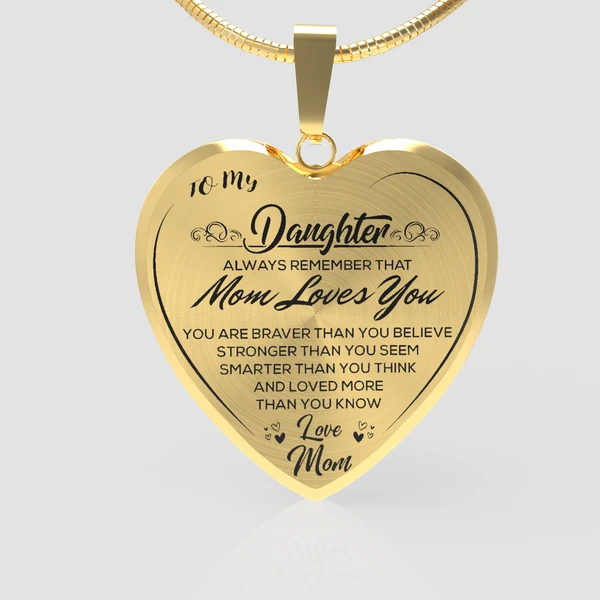 TO My
Daughter
ALWAYS REMEMBER THAT
Mom Loves You
YOU ARE BRAVER THAN YOU BELIEVE
STRONGER THAN YOU SEEM
SMARTER THAN YOU THINK
AND LOVED MORE
THAN YOU KNOW
Love
Mom